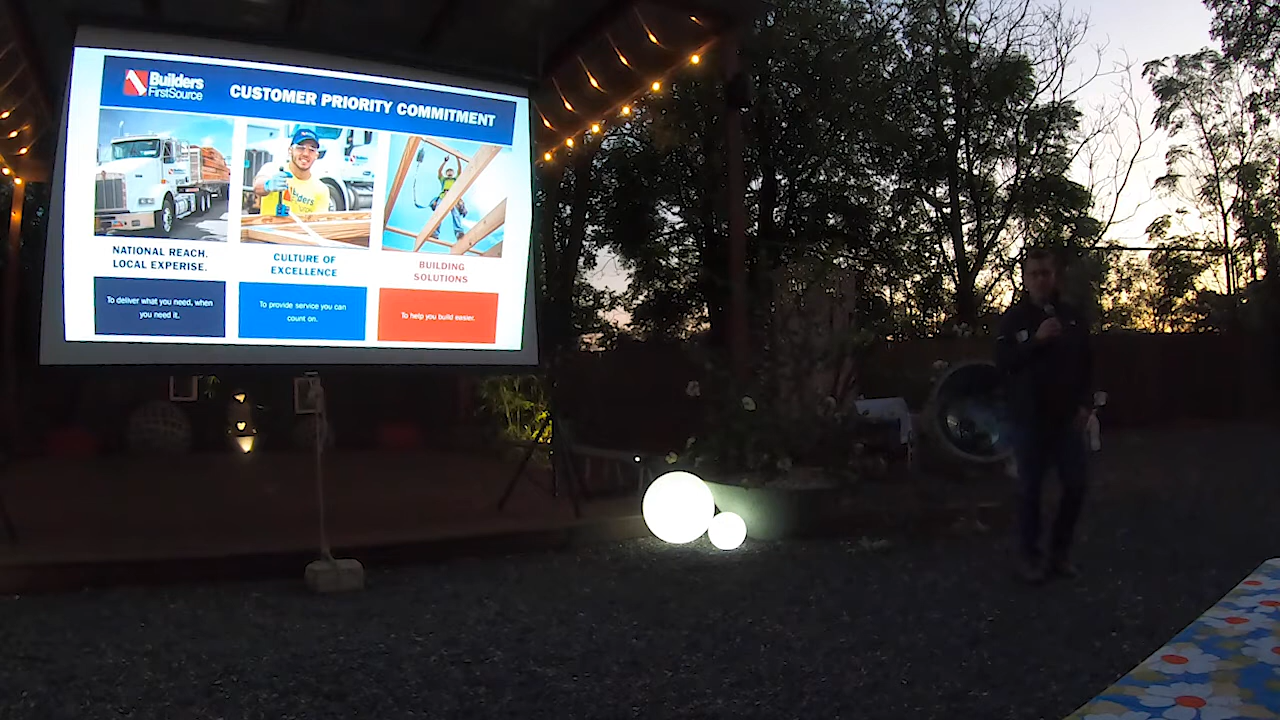 Builders
FirstSource
CUSTOMER PRIORITY COMMITMENT
NATIONAL REACH.
LOCAL EXPERISE.
CULTURE OF
EXCELLENCE
BUILDING
SOLUTIONS
To deliver what you need, when
you need it.
To provide service you can
count on.
To help you build easier.